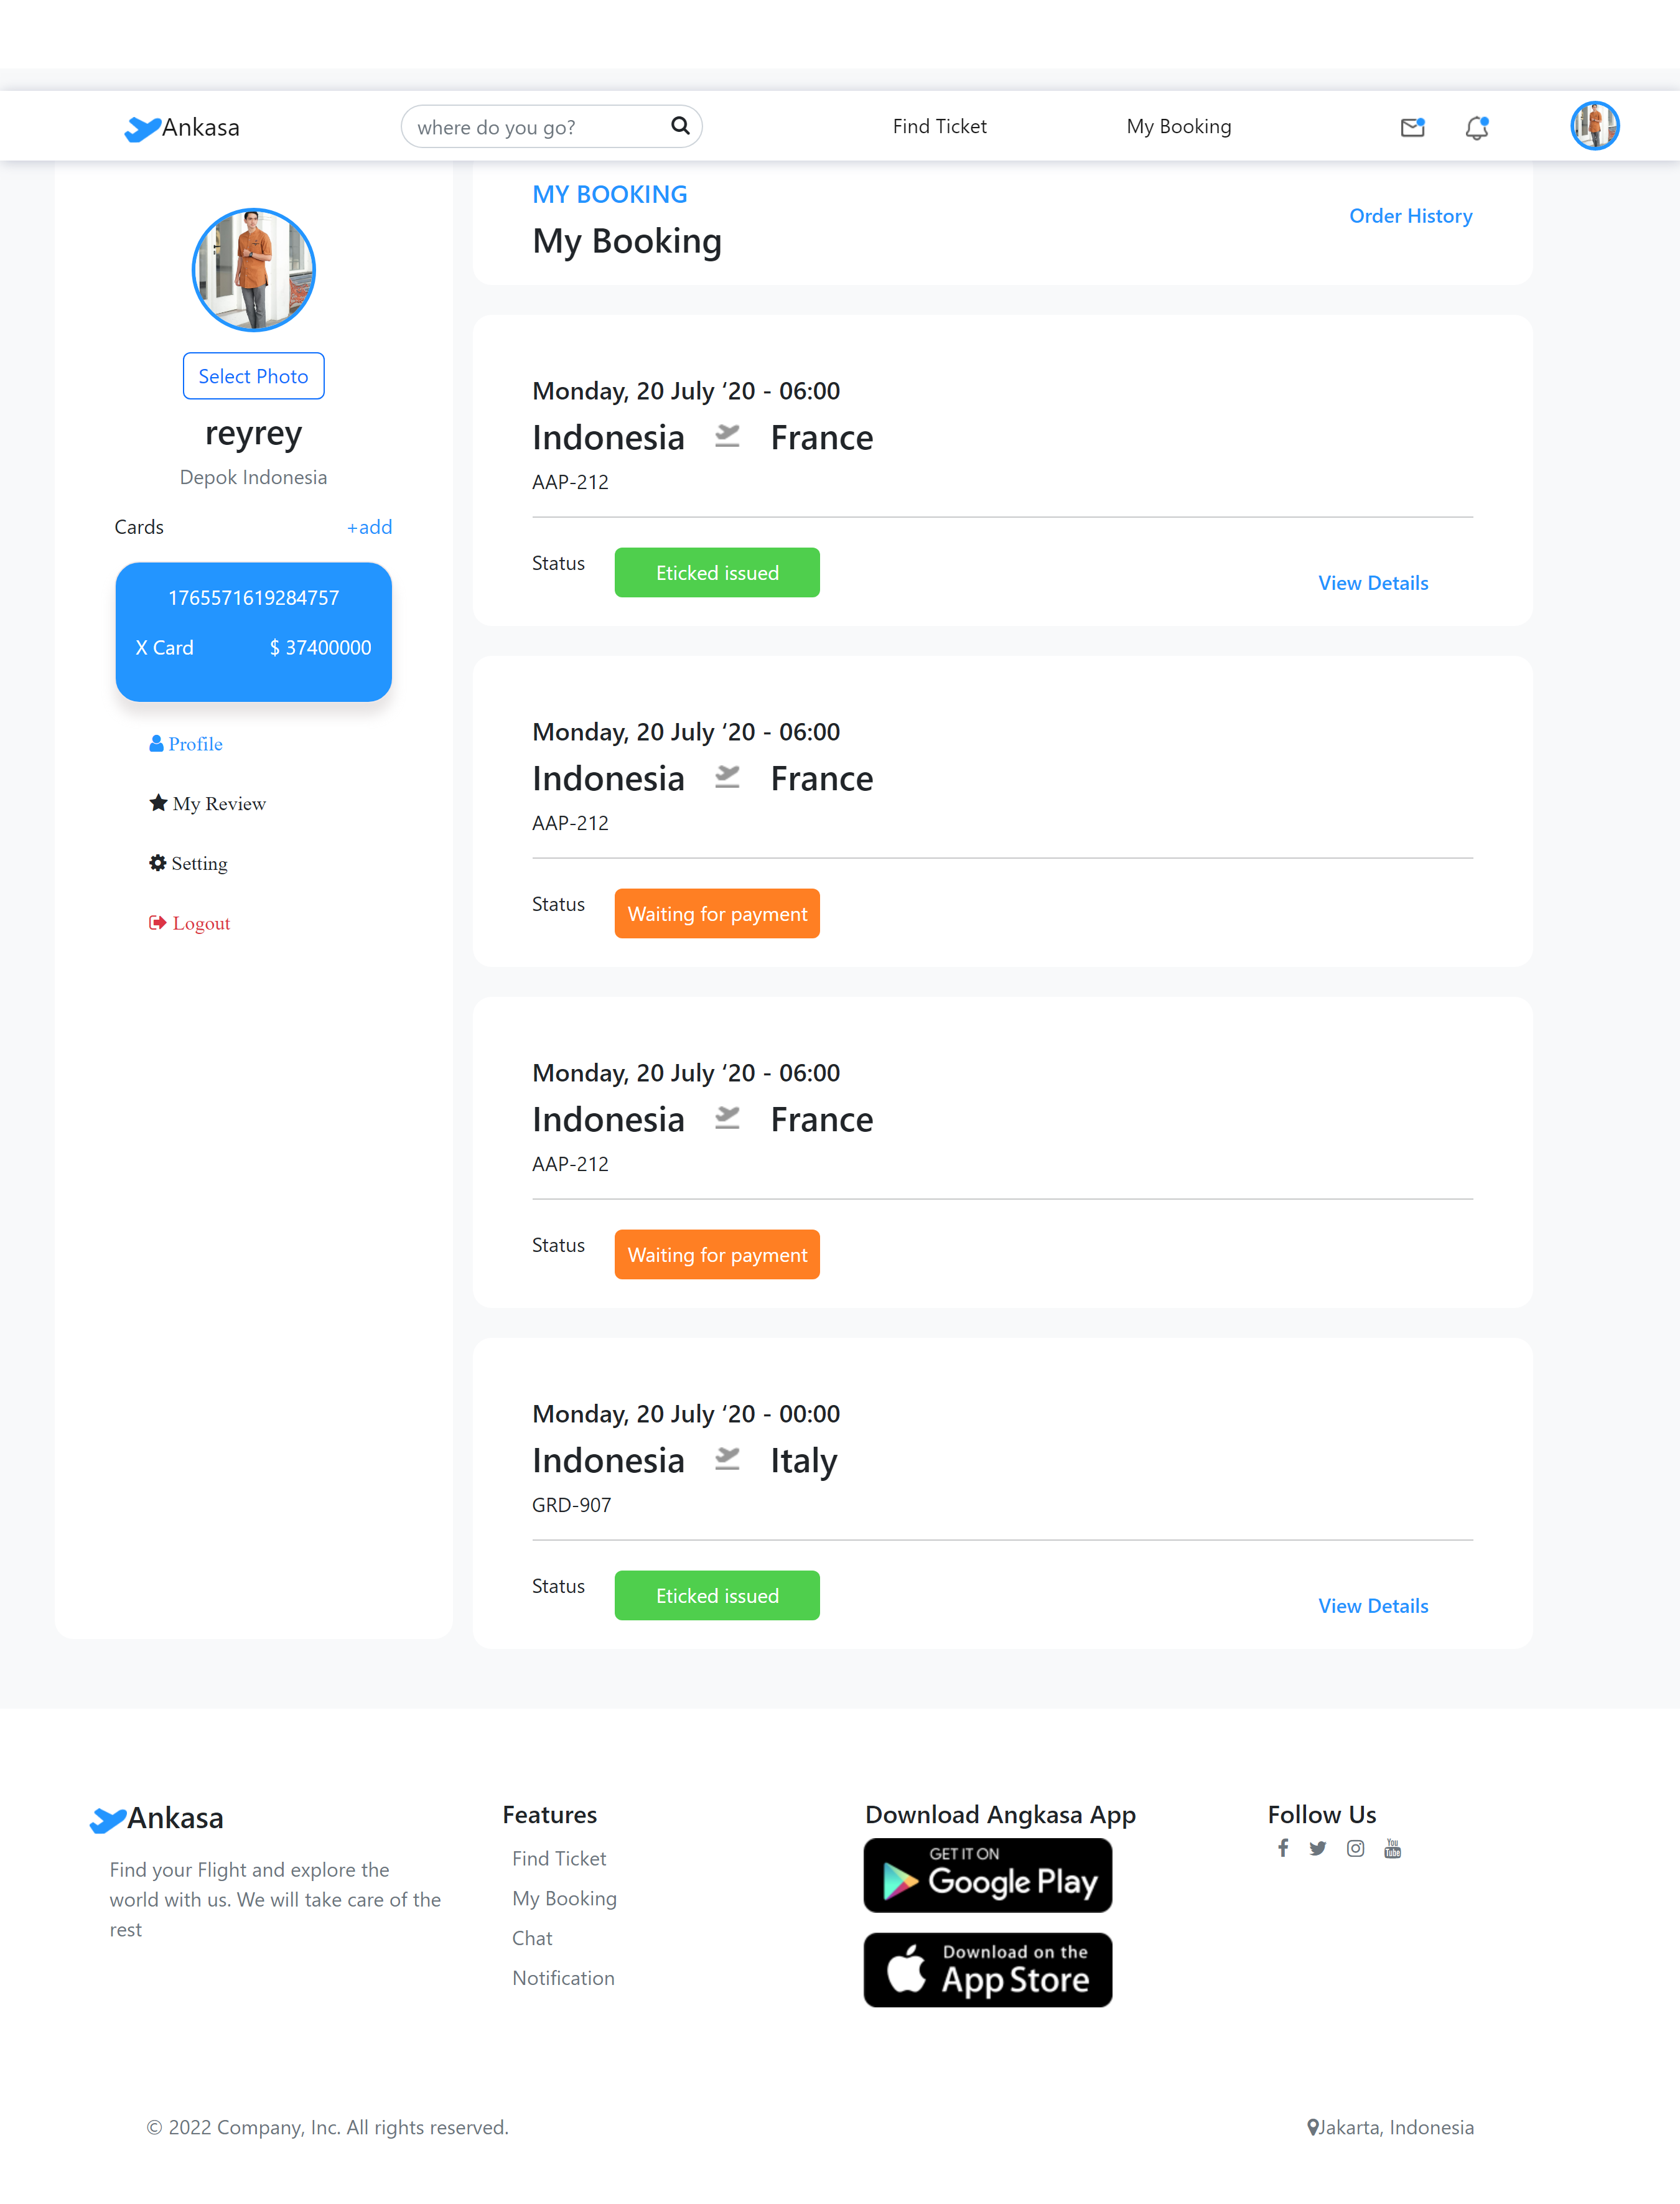 Ankasa
where do you go?
Find Ticket
My Booking
MY BOOKING
My Booking
Order History
Select Photo
reyrey
Depok Indonesia
Cards
+add
1765571619284757
X Card
$ 37400000
Profile
My Review
Setting
Logout
Monday, 20 July ‘20 - 06:00
Indonesia France
AAP-212
Status
Eticked issued
View Details
Monday, 20 July ‘20 - 06:00
Indonesia France
AAP-212
Status
Waiting for payment
Monday, 20 July ‘20 - 06:00
Indonesia France
AAP-212
Status
Waiting for payment
Monday, 20 July ‘20 - 00:00
Indonesia Italy
GRD-907
Status
Eticked issued
View Details
Ankasa
Find your Flight and explore the
world with us. We will take care of the
rest
Features
Find Ticket
My Booking
Chat
Notification
Download Angkasa App
GET IT ON
Google Play
Download on the
App Store
Follow Us
You
Tube
© 2022 Company, Inc. All rights reserved.
Jakarta, Indonesia